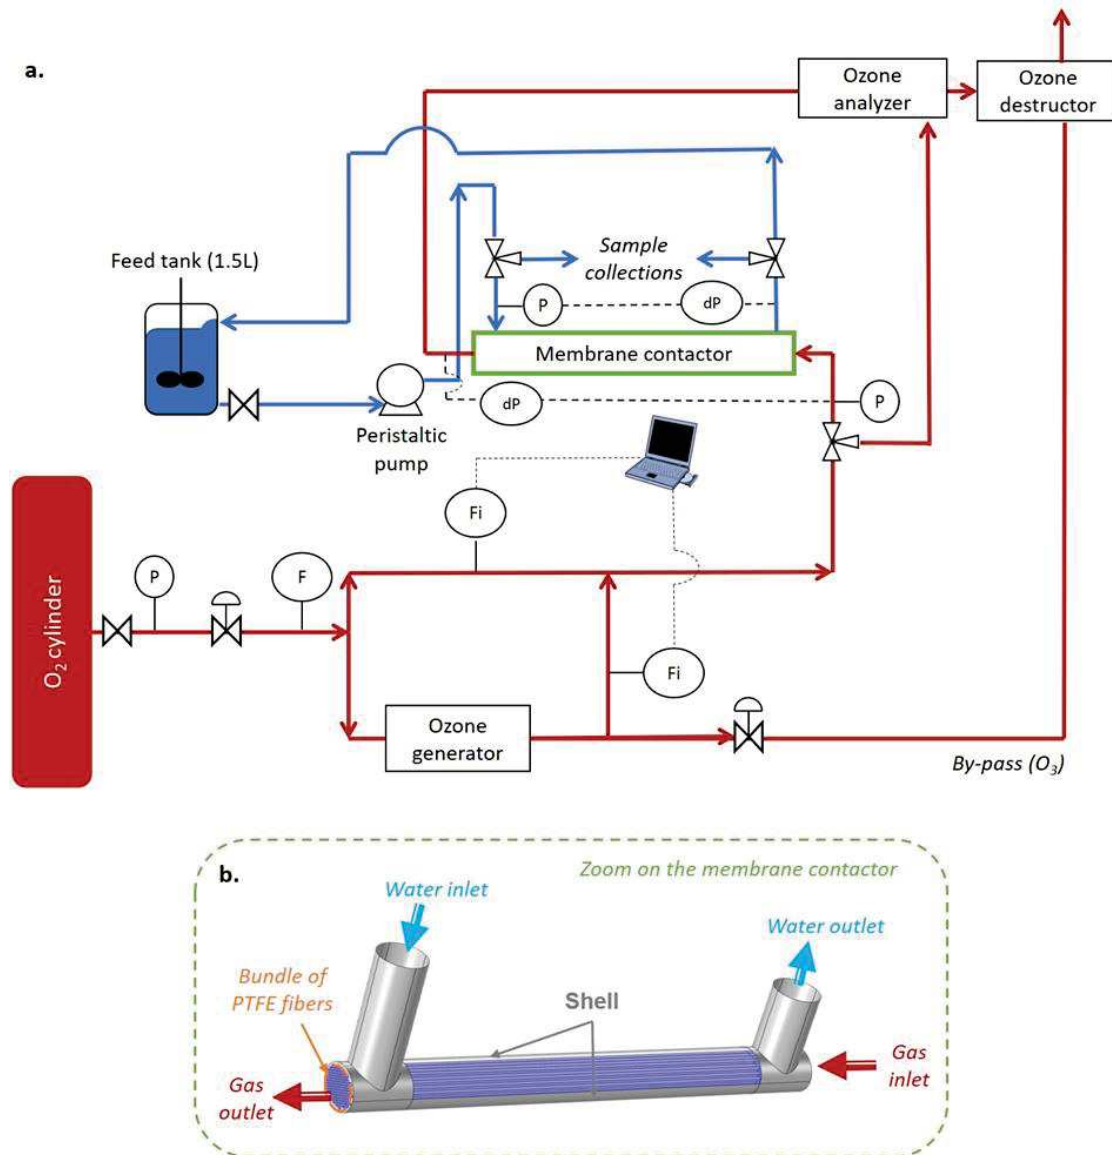 a.
Ozone
analyzer
Ozone
destructor
Feed tank (1.5L)
Sample
collections
P
dP
Membrane contactor
dP
P
Peristaltic
pump
Fi
O₂ cylinder
P
F
Fi
Ozone
generator
By-pass (O₃)
b.
Zoom on the membrane contactor
Water inlet
Water outlet
Bundle of
PTFE fibers
Shell
Gas
outlet
Gas
inlet